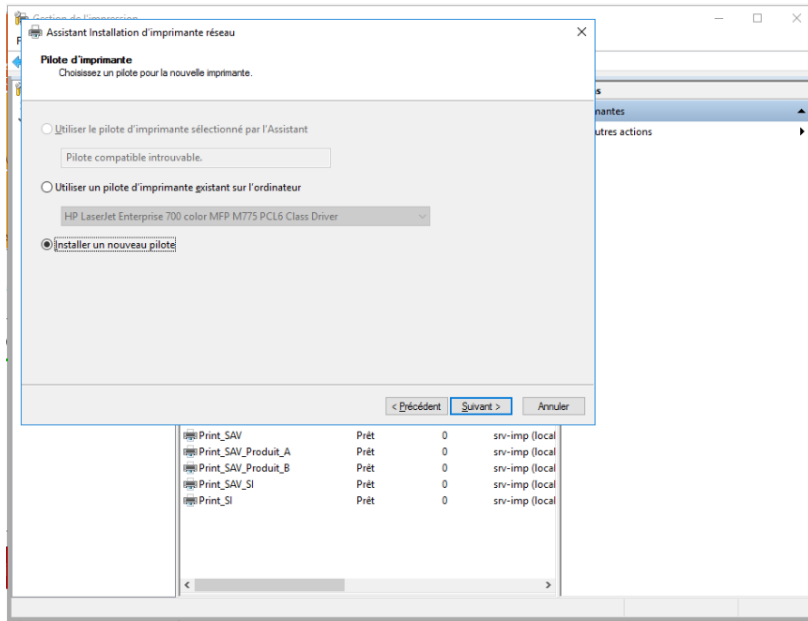 Gestion de l'impression
Assistant Installation d'imprimante réseau
Pilote d'imprimante
Choisissez un pilote pour la nouvelle imprimante.
Utiliser le pilote d'imprimante sélectionné par l'Assistant
Pilote compatible introuvable.
Utiliser un pilote d'imprimante existant sur l'ordinateur
HP LaserJet Enterprise 700 color MFP M775 PCL6 Class Driver
Installer un nouveau pilote
< Précédent Suivant > Annuler
s
nantes
utres actions
Print_SAV Prêt 0 srv-imp (local
Print_SAV_Produit_A Prêt 0 srv-imp (local
Print_SAV_Produit_B Prêt 0 srv-imp (local
Print_SAV_SI Prêt 0 srv-imp (local
Print_SI Prêt 0 srv-imp (local